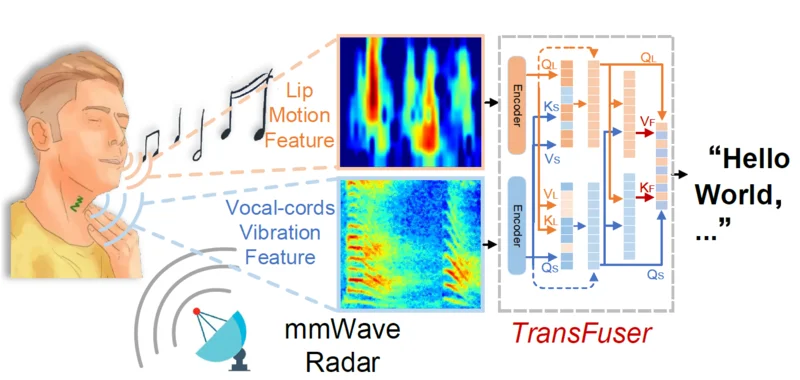 Lip
Motion
Feature
Vocal-cords
Vibration
Feature
mmWave
Radar
Encoder
Encoder
QL
KS
VS
VL
KL
QS
QL
VF
KF
QS
TransFuser
“Hello
World,
...”